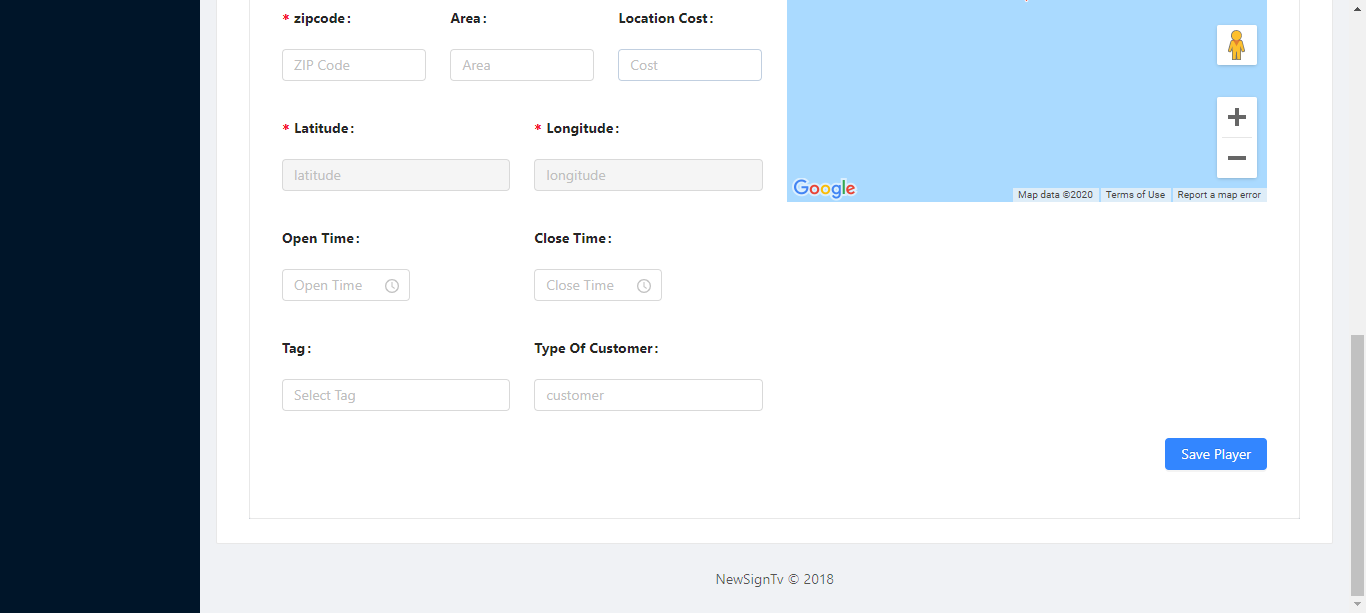 * zipcode: Area: Location Cost:
ZIP Code Area Cost
* Latitude: * Longitude:
latitude longitude
Google Map data ©2020 Terms of Use Report a map error
Open Time: Close Time:
Open Time Close Time
Tag: Type Of Customer:
Select Tag customer
Save Player
NewSignTv © 2018